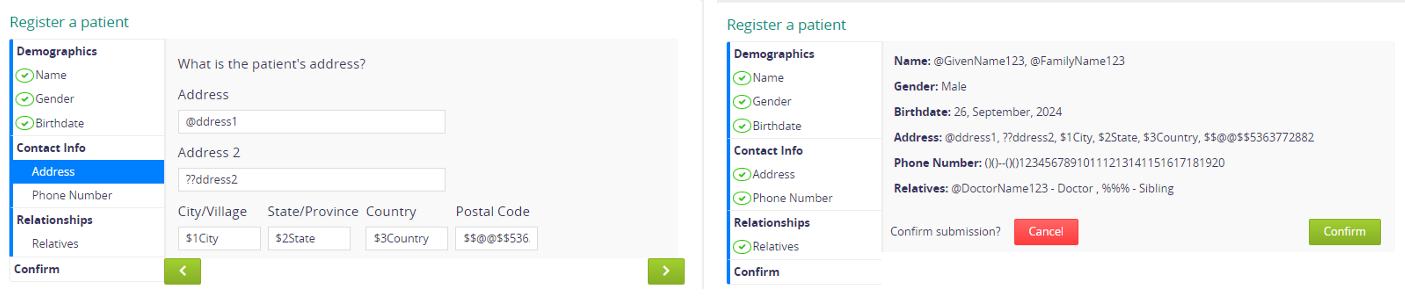 Register a patient
Demographics
Name
Gender
Birthdate
Contact Info
Address
Phone Number
Relationships
Relatives
Confirm
What is the patient's address?
Address
@ddress1
Address 2
??ddress2
City/Village State/Province Country Postal Code
$1City $2State $3Country $$@@$$536
Register a patient
Demographics
Name
Gender
Birthdate
Contact Info
Address
Phone Number
Relationships
Relatives
Confirm
Name: @GivenName123, @FamilyName123
Gender: Male
Birthdate: 26, September, 2024
Address: @ddress1, ??ddress2, $1City, $2State, $3Country, $$@@$$5363772882
Phone Number: ()()--()()1234567891011121314115161718​1920
Relatives: @DoctorName123 - Doctor , %%% - Sibling
Confirm submission? Cancel Confirm